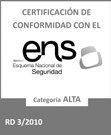 CERTIFICACIÓN DE
CONFORMIDAD CON EL
ens
Esquema Nacional de
Seguridad
Categoría ALTA
RD 3/2010